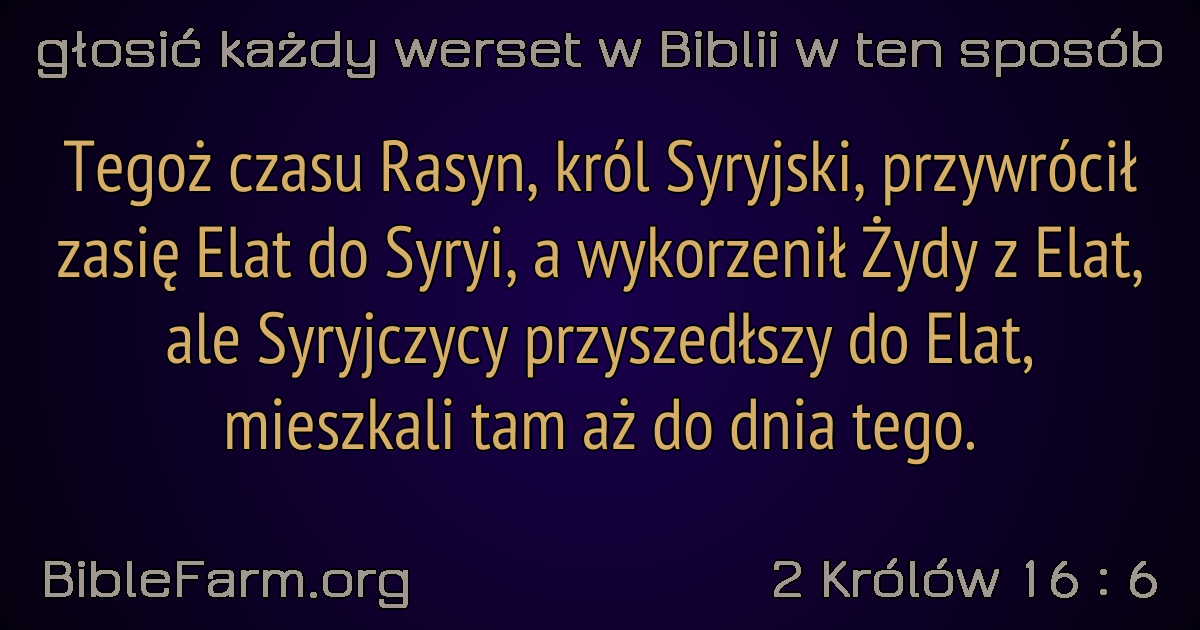 głosić każdy werset w Biblii w ten sposób
Tegoż czasu Rasyn, król Syryjski, przywrócił
zasię Elat do Syryi, a wykorzenił Żydy z Elat,
ale Syryjczycy przyszedłszy do Elat,
mieszkali tam aż do dnia tego.
BibleFarm.org
2 Królów 16 : 6